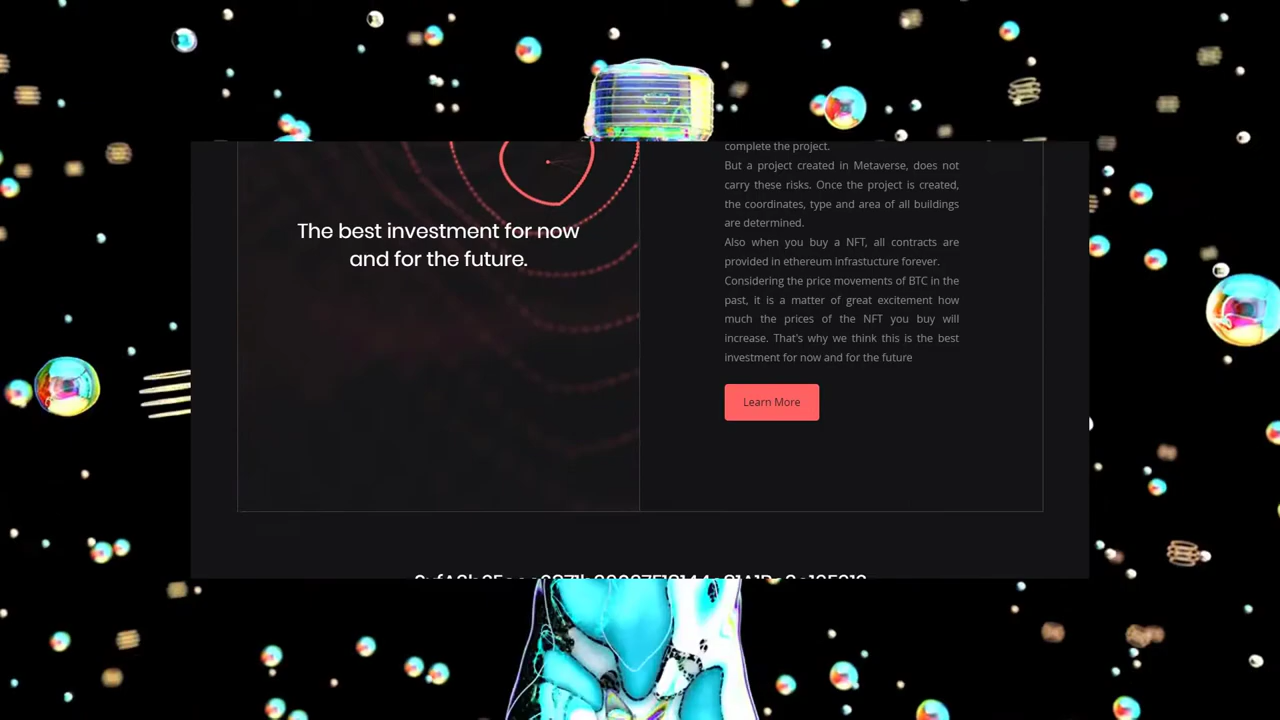 The best investment for now
and for the future.
complete the project.
But a project created in Metaverse, does not
carry these risks. Once the project is created,
the coordinates, type and area of all buildings
are determined.
Also when you buy a NFT, all contracts are
provided in ethereum infrastucture forever.
Considering the price movements of BTC in the
past, it is a matter of great excitement how
much the prices of the NFT you buy will
increase. That's why we think this is the best
investment for now and for the future
Learn More